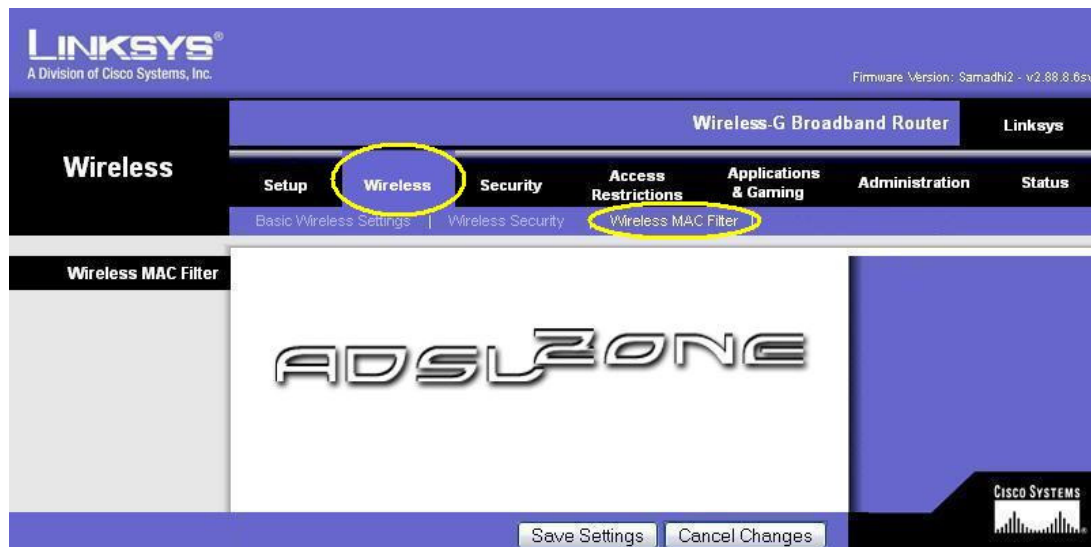 LINKSYS®
A Division of Cisco Systems, Inc.
Firmware Version: Samadhi2 - v2.88.8.6sv
Wireless-G Broadband Router Linksys
Wireless
Setup Wireless Security Access Restrictions Applications & Gaming Administration Status
Basic Wireless Settings | Wireless Security | Wireless MAC Filter |
Wireless MAC Filter
ADSLZONE
CISCO SYSTEMS
Save Settings Cancel Changes